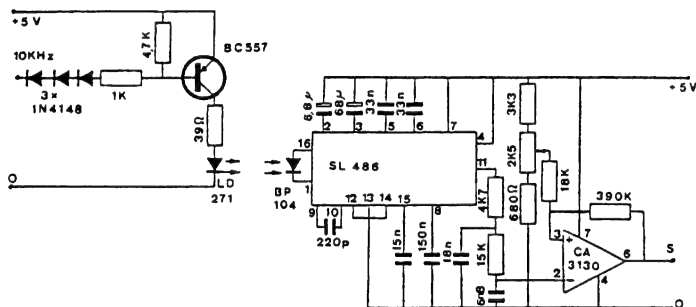 +5V
4,7K
BC557
10KHz
3×
1N4148
1K
39Ω
LD
271
O
+5V
6,8μ
68μ
33n
33n
2
3
5
6
7
4
16
SL 486
11
1
BP
104
9
10
12
13
14
15
8
220p
15n
150n
18n
4K7
15K
6n8
3K3
2K5
680Ω
18K
390K
3
+
7
CA
3130
6
S
2
–
4
O